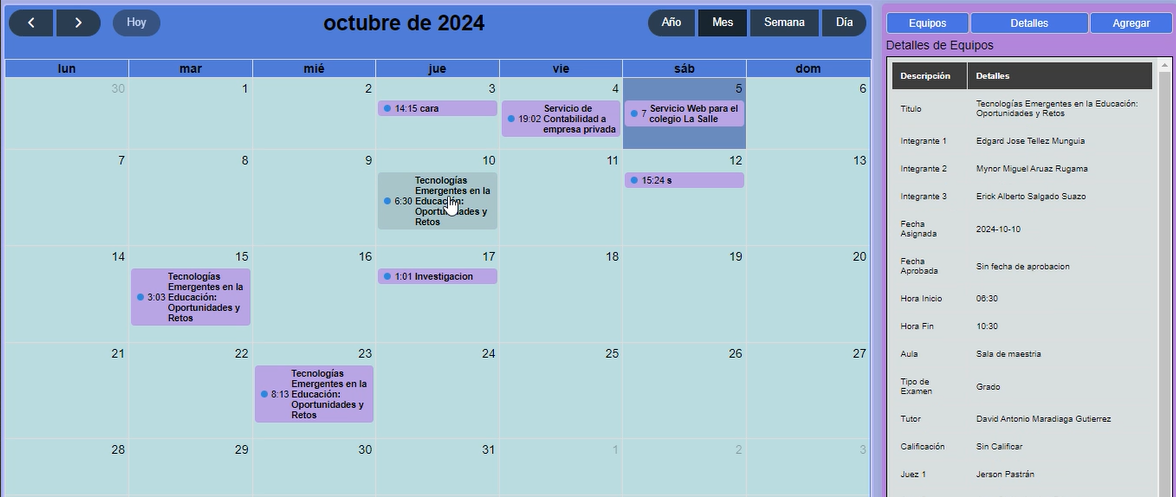 Hoy
octubre de 2024
Año
Mes
Semana
Día
lun
mar
mié
jue
vie
sáb
dom
30
1
2
3
4
5
6
14:15 cara
19:02 Servicio de
Contabilidad a
empresa privada
7 Servicio Web para el
colegio La Salle
7
8
9
10
11
12
13
6:30 Tecnologías
Emergentes en la
Educación:
Oportunidades y
Retos
15:24 s
14
15
16
17
18
19
20
3:03 Tecnologías
Emergentes en la
Educación:
Oportunidades y
Retos
1:01 Investigacion
21
22
23
24
25
26
27
8:13 Tecnologías
Emergentes en la
Educación:
Oportunidades y
Retos
28
29
30
31
1
2
3
Equipos
Detalles
Agregar
Detalles de Equipos
Descripción
Detalles
Titulo
Tecnologías Emergentes en la Educación:
Oportunidades y Retos
Integrante 1
Edgard Jose Tellez Munguia
Integrante 2
Mynor Miguel Aruaz Rugama
Integrante 3
Erick Alberto Salgado Suazo
Fecha
Asignada
2024-10-10
Fecha
Aprobada
Sin fecha de aprobacion
Hora Inicio
06:30
Hora Fin
10:30
Aula
Sala de maestria
Tipo de
Examen
Grado
Tutor
David Antonio Maradiaga Gutierrez
Calificación
Sin Calificar
Juez 1
Jerson Pastrán